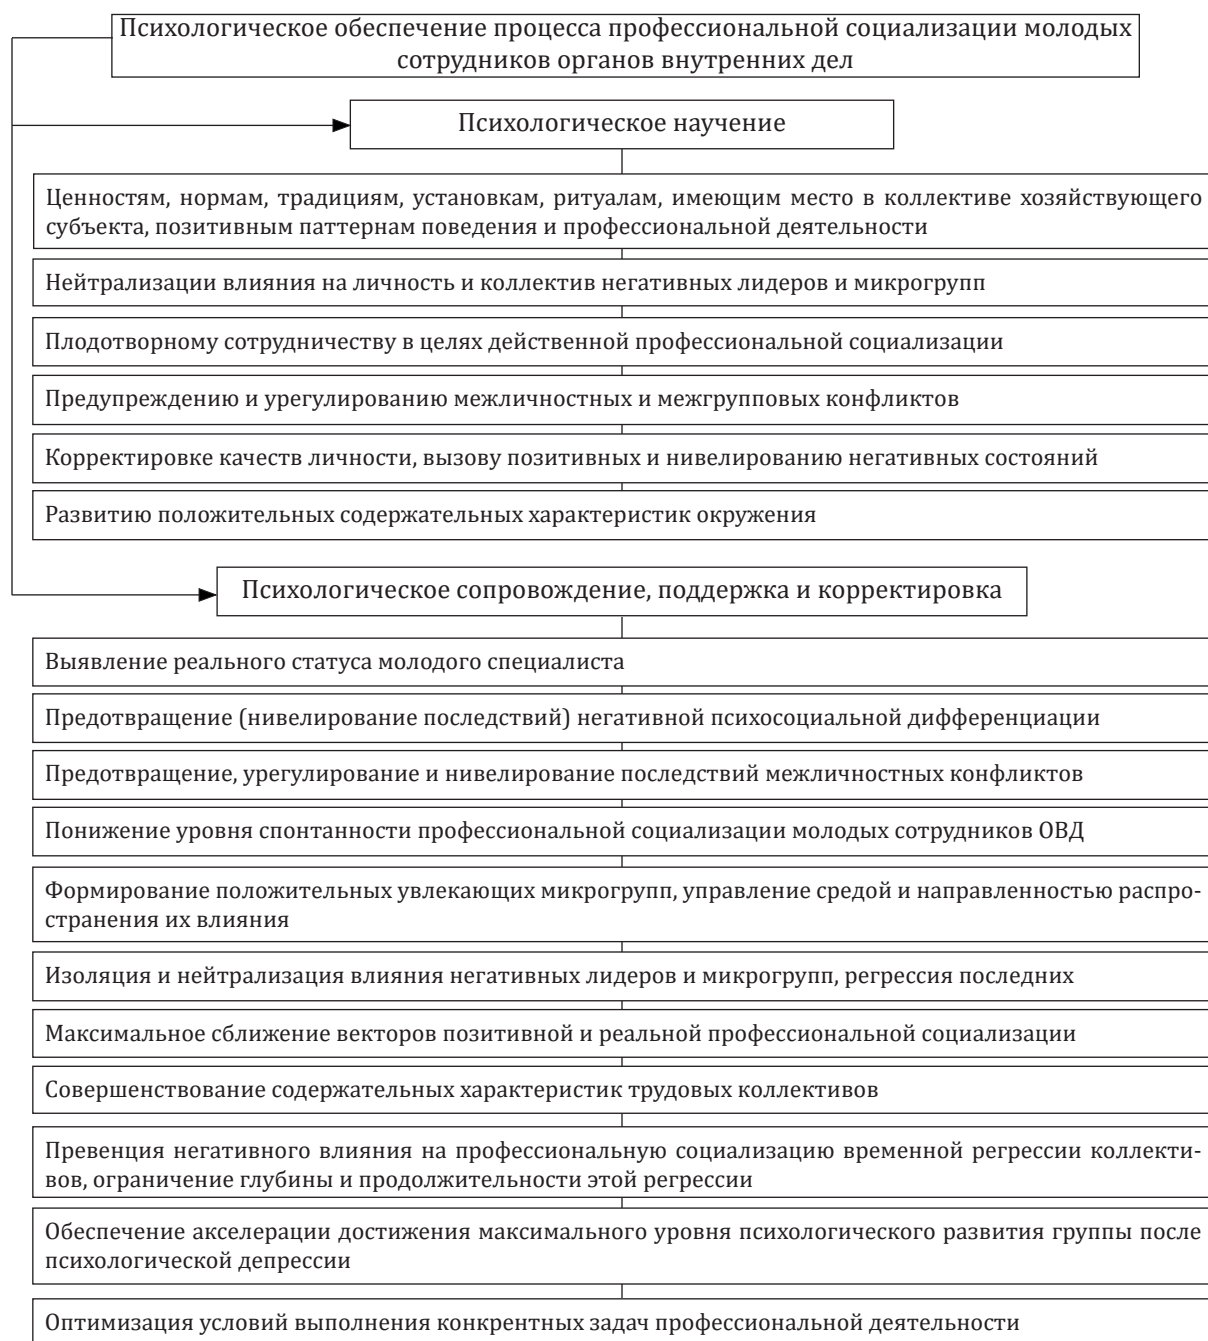 Психологическое обеспечение процесса профессиональной социализации молодых
сотрудников органов внутренних дел
Психологическое научение
Ценностям, нормам, традициям, установкам, ритуалам, имеющим место в коллективе хозяйствующего
субъекта, позитивным паттернам поведения и профессиональной деятельности
Нейтрализации влияния на личность и коллектив негативных лидеров и микрогрупп
Плодотворному сотрудничеству в целях действенной профессиональной социализации
Предупреждению и урегулированию межличностных и межгрупповых конфликтов
Корректировке качеств личности, вызову позитивных и нивелированию негативных состояний
Развитию положительных содержательных характеристик окружения
Психологическое сопровождение, поддержка и корректировка
Выявление реального статуса молодого специалиста
Предотвращение (нивелирование последствий) негативной психосоциальной дифференциации
Предотвращение, урегулирование и нивелирование последствий межличностных конфликтов
Понижение уровня спонтанности профессиональной социализации молодых сотрудников ОВД
Формирование положительных увлекающих микрогрупп, управление средой и направленностью распро-
странения их влияния
Изоляция и нейтрализация влияния негативных лидеров и микрогрупп, регрессия последних
Максимальное сближение векторов позитивной и реальной профессиональной социализации
Совершенствование содержательных характеристик трудовых коллективов
Превенция негативного влияния на профессиональную социализацию временной регрессии коллекти-
вов, ограничение глубины и продолжительности этой регрессии
Обеспечение акселерации достижения максимального уровня психологического развития группы после
психологической депрессии
Оптимизация условий выполнения конкрентных задач профессиональной деятельности